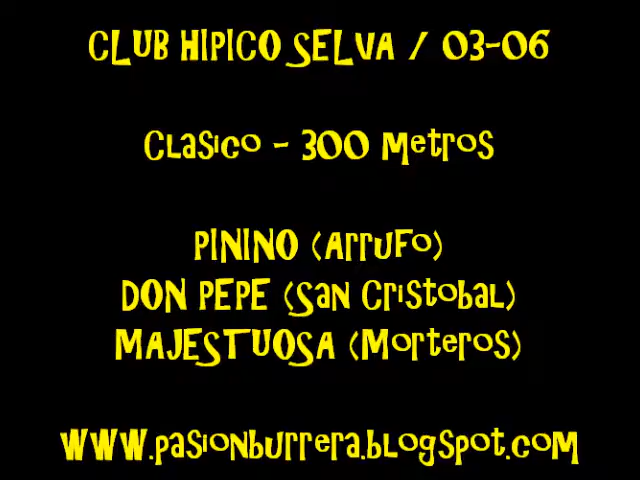 CLUB HIPICO SELVA / 03-06
Clasico - 300 Metros
PININO (Arrufo)
DON PEPE (San Cristobal)
MAJESTUOSA (Morteros)
WWW.pasionburrera.blogspot.com